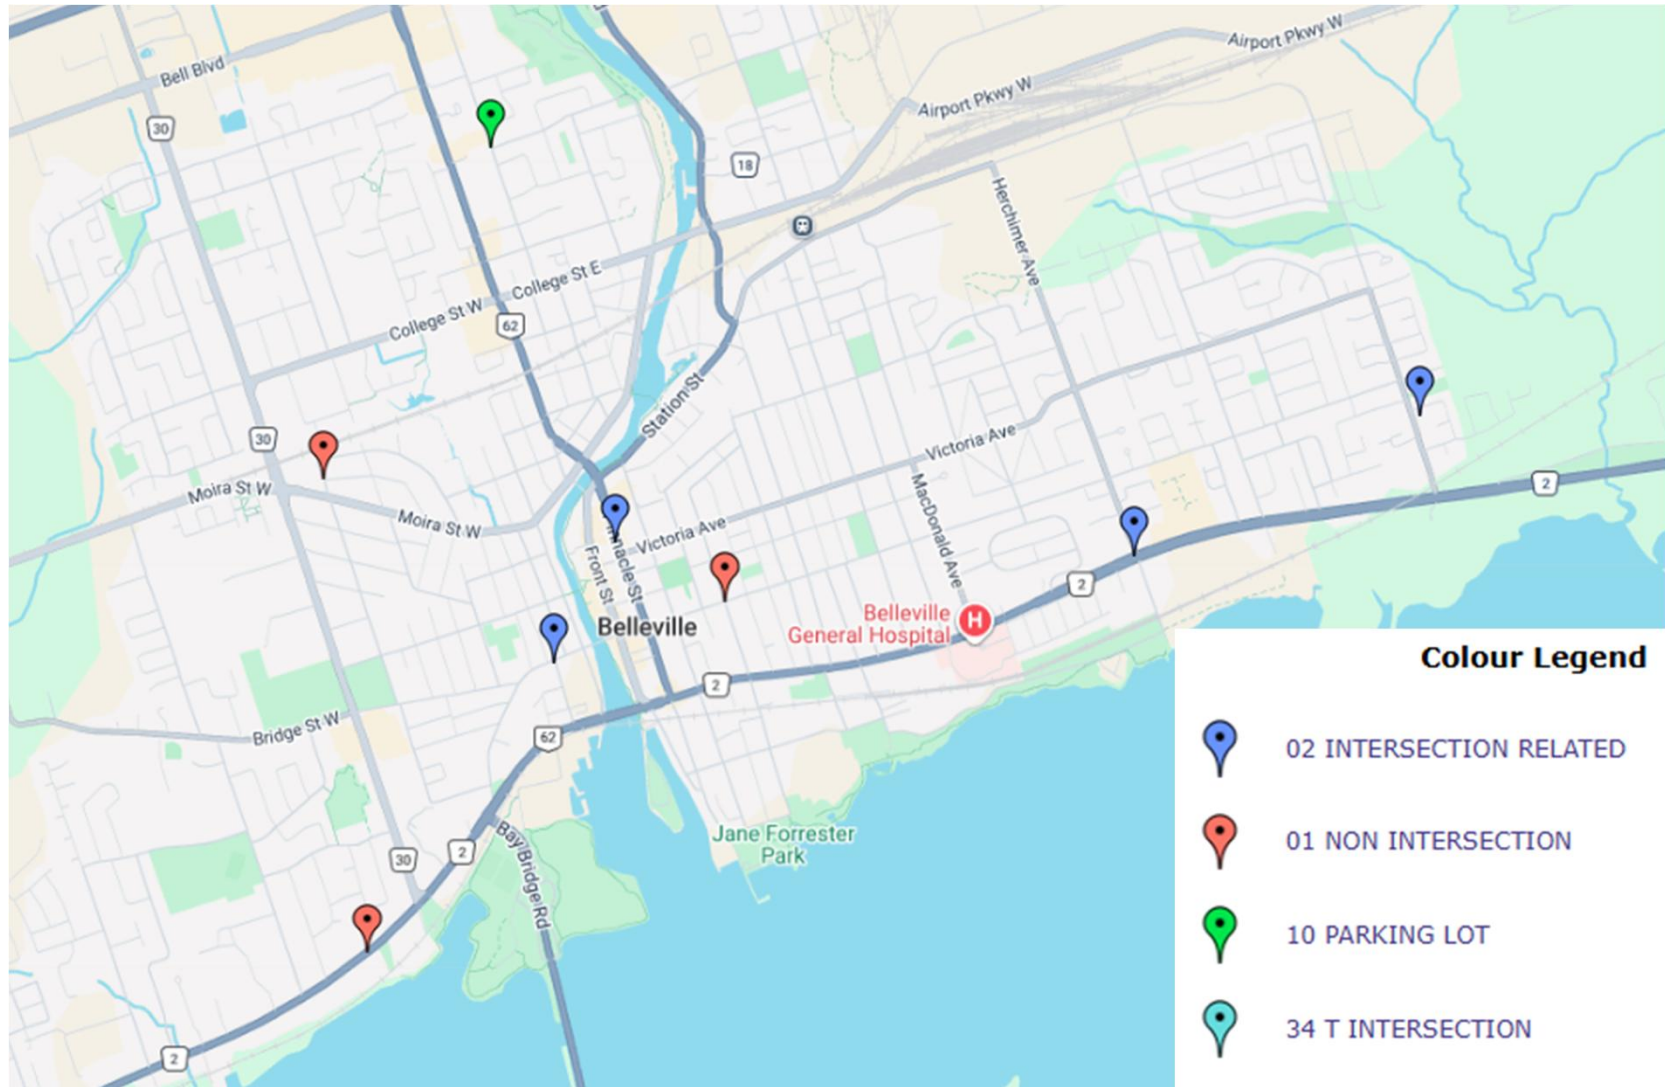 Bell Blvd
Airport Pkwy W
Airport Pkwy W
30
18
Herchimer Ave
College St E
College St W
62
Station St
30
Victoria Ave
Moira St W
Moira St W
MacDonald Ave
2
Victoria Ave
Front St
2
Belleville
General Hospital
Belleville
2
Bridge St W
62
Jane Forrester
Park
30
2
Bay Bridge Rd
2
Colour Legend
02 INTERSECTION RELATED
01 NON INTERSECTION
10 PARKING LOT
34 T INTERSECTION